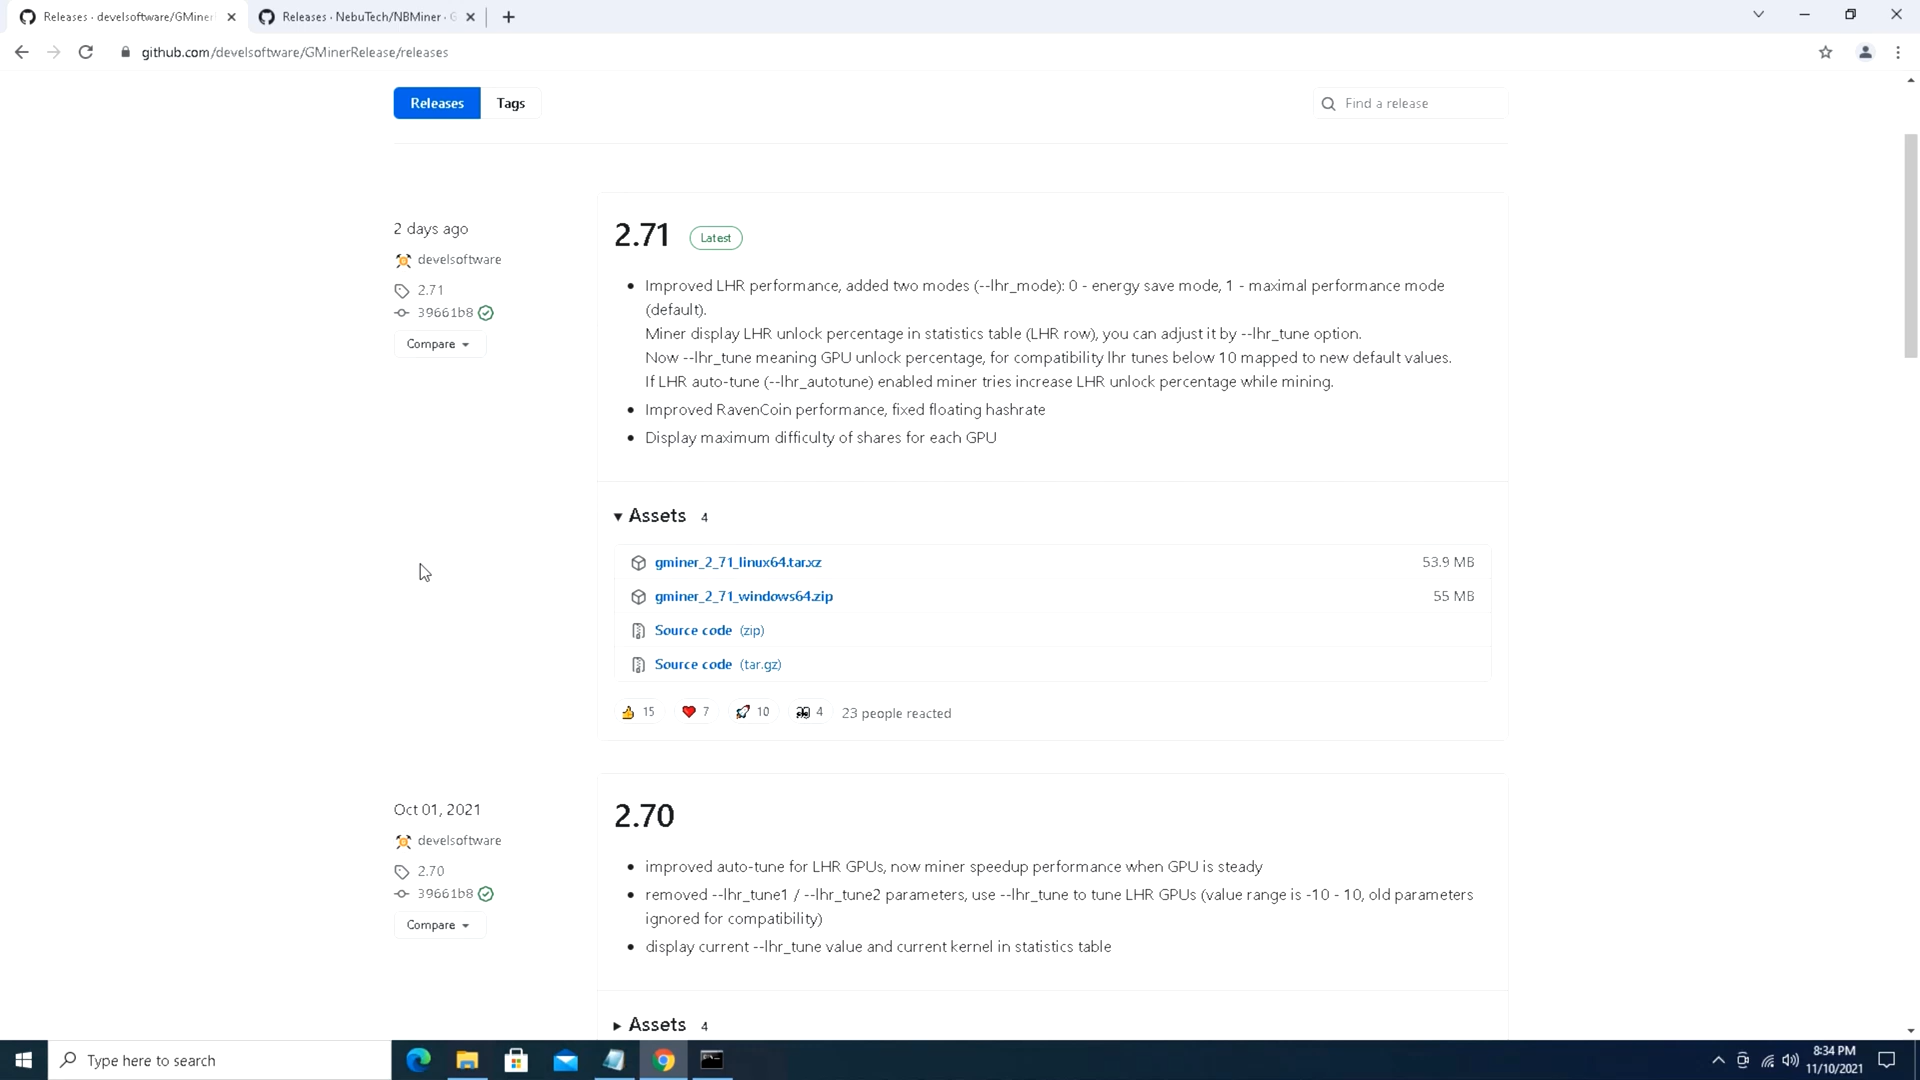 Releases · develsoftware/GMiner
Releases · NebuTech/NBMiner · G
github.com/develsoftware/GMinerRelease/releases
Releases
Tags
Find a release
2 days ago
develsoftware
2.71
39661b8
Compare
2.71
Latest
Improved LHR performance, added two modes (--lhr_mode): 0 - energy save mode, 1 - maximal performance mode
(default).
Miner display LHR unlock percentage in statistics table (LHR row), you can adjust it by --lhr_tune option.
Now --lhr_tune meaning GPU unlock percentage, for compatibility lhr tunes below 10 mapped to new default values.
If LHR auto-tune (--lhr_autotune) enabled miner tries increase LHR unlock percentage while mining.
Improved RavenCoin performance, fixed floating hashrate
Display maximum difficulty of shares for each GPU
Assets 4
gminer_2_71_linux64.tar.xz 53.9 MB
gminer_2_71_windows64.zip 55 MB
Source code (zip)
Source code (tar.gz)
15 7 10 4 23 people reacted
Oct 01, 2021
develsoftware
2.70
39661b8
Compare
2.70
improved auto-tune for LHR GPUs, now miner speedup performance when GPU is steady
removed --lhr_tune1 / --lhr_tune2 parameters, use --lhr_tune to tune LHR GPUs (value range is -10 - 10, old parameters
ignored for compatibility)
display current --lhr_tune value and current kernel in statistics table
Assets 4
Type here to search
8:34 PM
11/10/2021